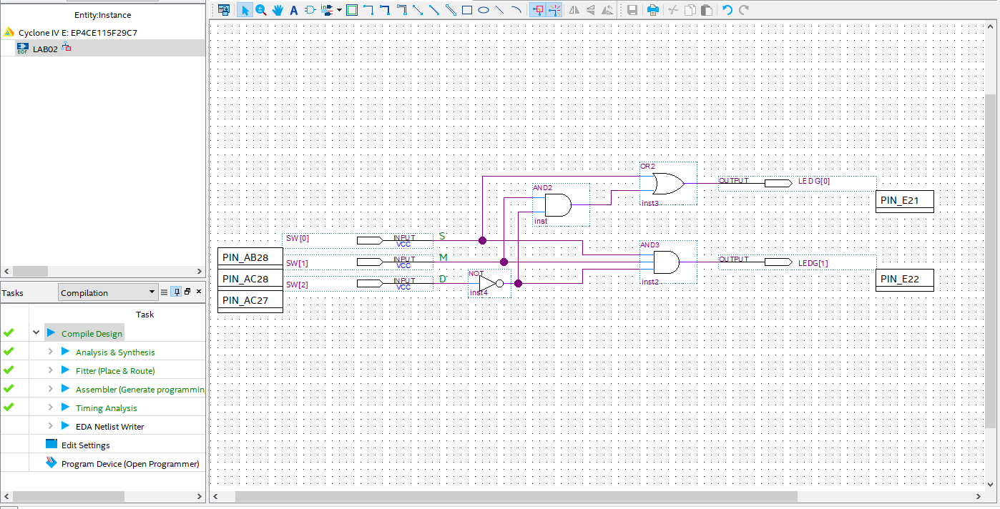 Entity:Instance
Cyclone IV E: EP4CE115F29C7
BDF
LAB02
Tasks
Compilation
Task
Compile Design
Analysis & Synthesis
Fitter (Place & Route)
Assembler (Generate programmin
Timing Analysis
EDA Netlist Writer
Edit Settings
Program Device (Open Programmer)
A
OR2
inst3
OUTPUT
LEDG[0]
PIN_E21
AND2
inst
SW[0]
INPUT
VCC
S
PIN_AB28
SW[1]
INPUT
VCC
M
PIN_AC28
SW[2]
INPUT
VCC
D
PIN_AC27
NOT
inst4
AND3
inst2
OUTPUT
LEDG[1]
PIN_E22